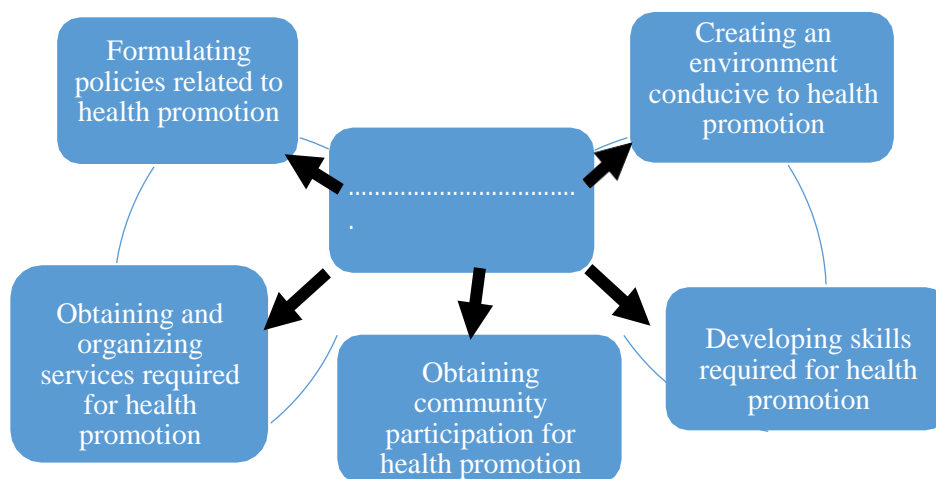 Formulating
policies related to
health promotion
Creating an
environment
conducive to health
promotion
...................................
.
Obtaining and
organizing
services required
for health
promotion
Obtaining
community
participation for
health promotion
Developing skills
required for health
promotion